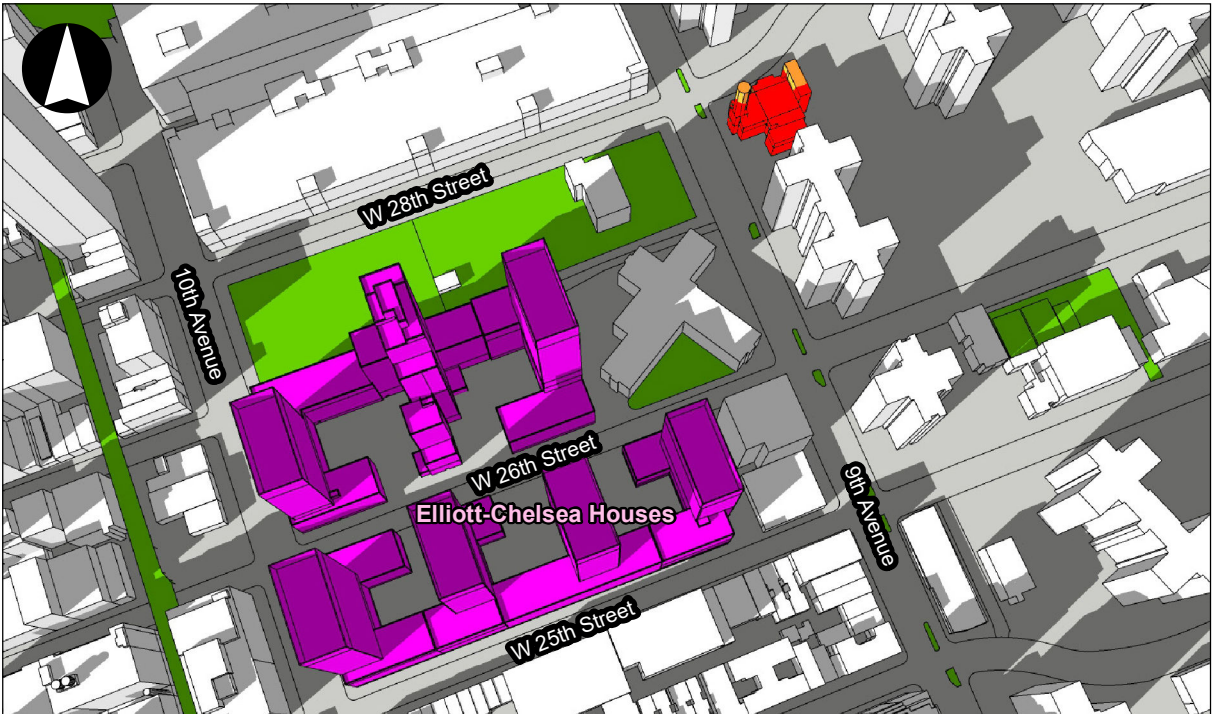 W 28th Street
10th Avenue
W 26th Street
Elliott-Chelsea Houses
9th Avenue
W 25th Street